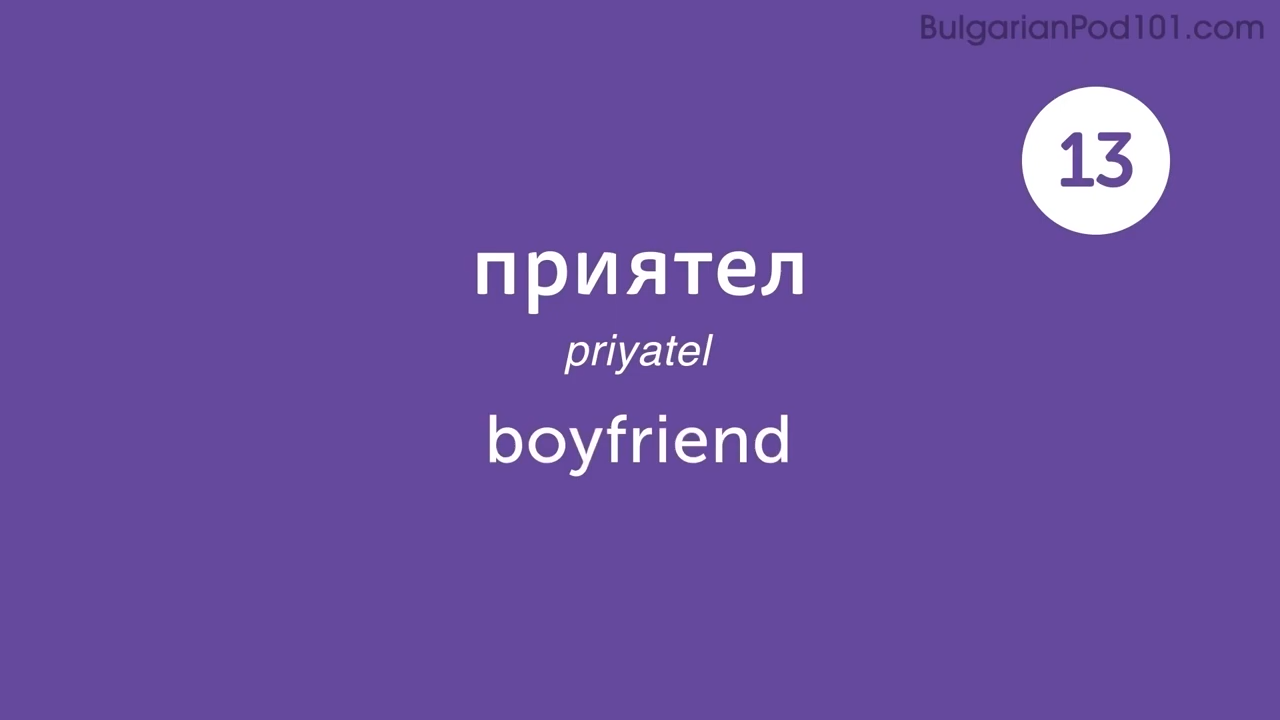 BulgarianPod101.com
13
приятел
priyatel
boyfriend